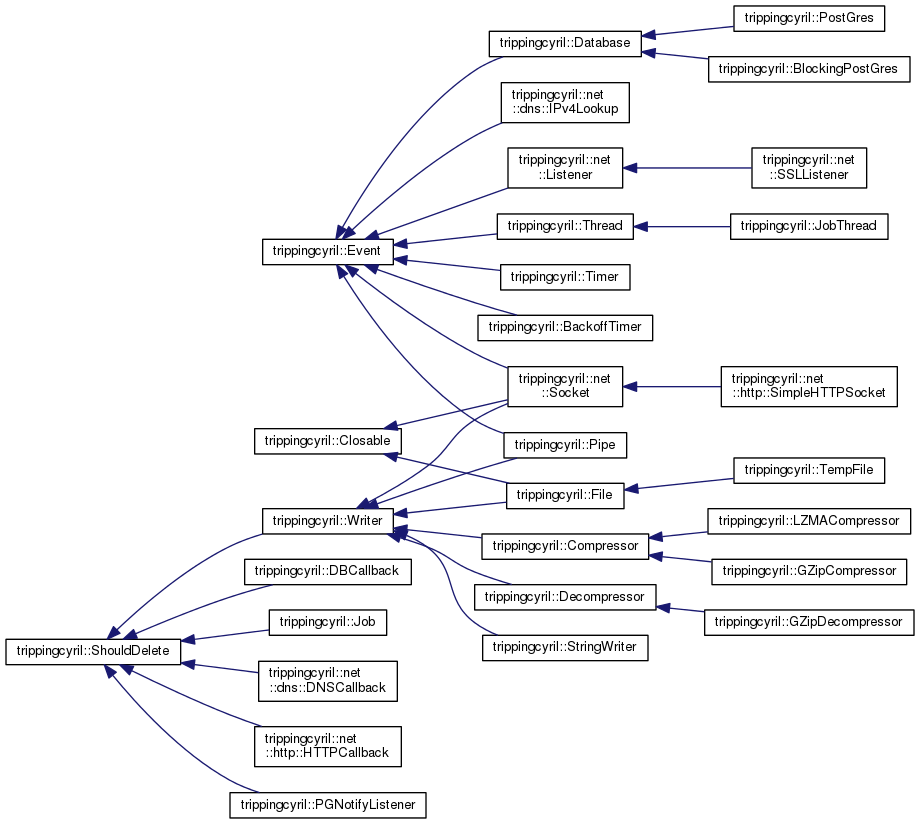 trippingcyril::PostGres
trippingcyril::Database
trippingcyril::BlockingPostGres
trippingcyril::net
::dns::IPv4Lookup
trippingcyril::net
::Listener
trippingcyril::net
::SSLListener
trippingcyril::Thread
trippingcyril::JobThread
trippingcyril::Event
trippingcyril::Timer
trippingcyril::BackoffTimer
trippingcyril::net
::Socket
trippingcyril::net
::http::SimpleHTTPSocket
trippingcyril::Closable
trippingcyril::Pipe
trippingcyril::TempFile
trippingcyril::File
trippingcyril::Writer
trippingcyril::LZMACompressor
trippingcyril::Compressor
trippingcyril::GZipCompressor
trippingcyril::DBCallback
trippingcyril::Decompressor
trippingcyril::GZipDecompressor
trippingcyril::Job
trippingcyril::StringWriter
trippingcyril::ShouldDelete
trippingcyril::net
::dns::DNSCallback
trippingcyril::net
::http::HTTPCallback
trippingcyril::PGNotifyListener